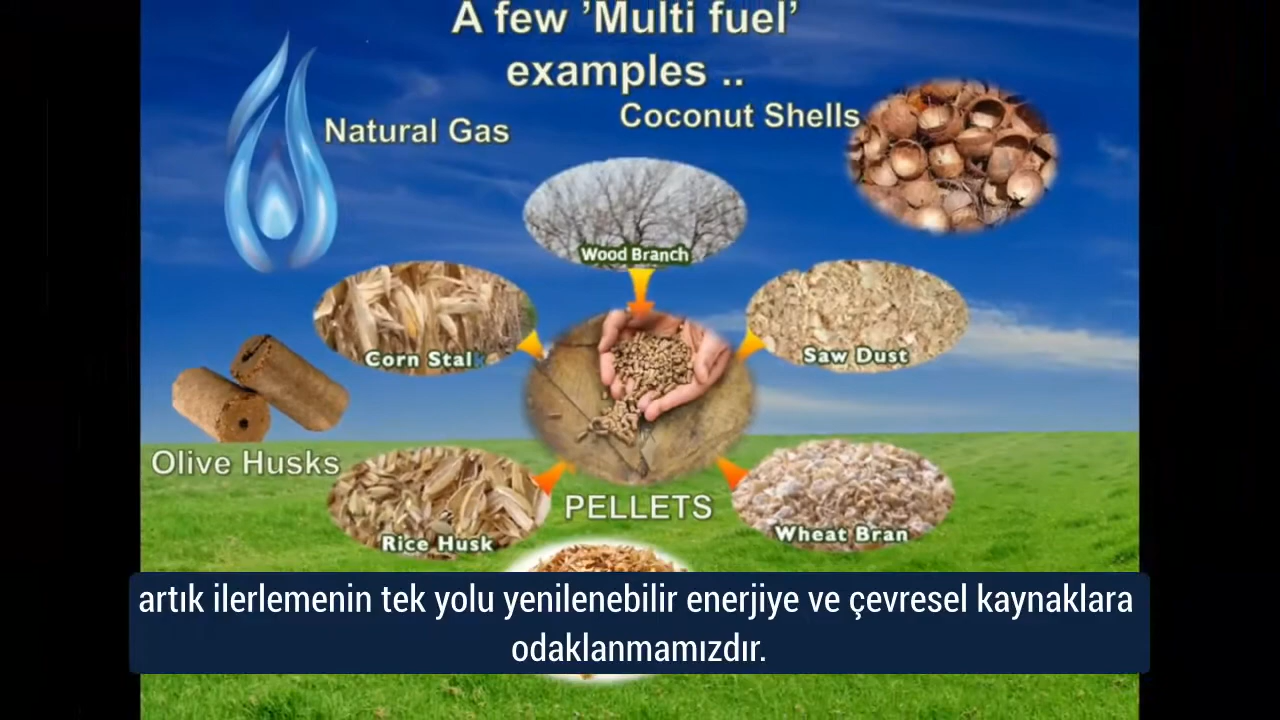 A few ’Multi fuel’
examples ..
Coconut Shells
Natural Gas
Wood Branch
Corn Stalk
Saw Dust
Olive Husks
PELLETS
Rice Husk
Wheat Bran
artık ilerlemenin tek yolu yenilenebilir enerjiye ve çevresel kaynaklara
odaklanmamızdır.